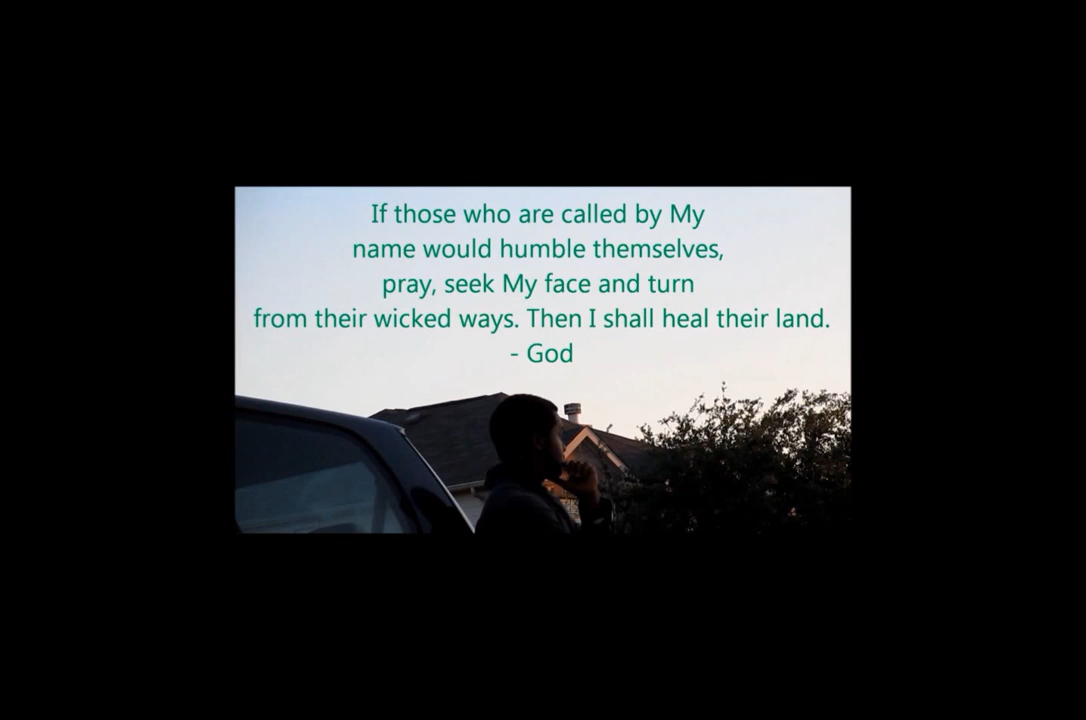 If those who are called by My
name would humble themselves,
pray, seek My face and turn
from their wicked ways. Then I shall heal their land.
- God